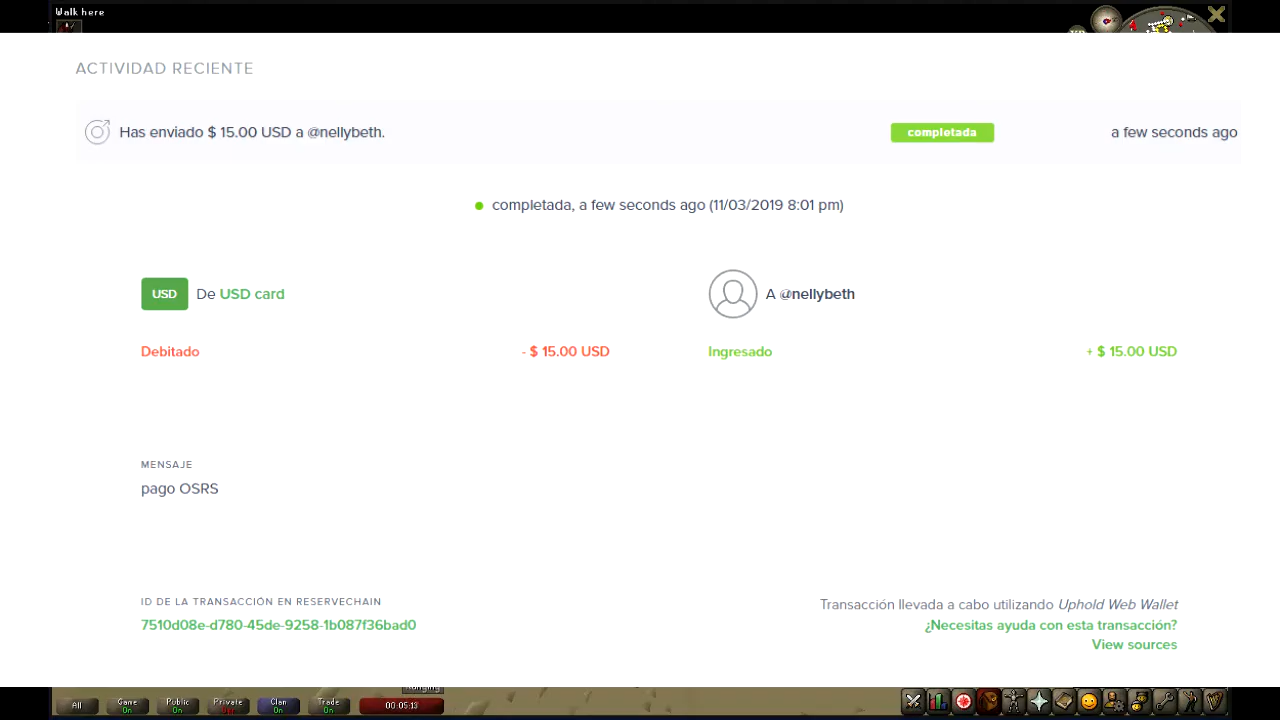 Walk here
ACTIVIDAD RECIENTE
Has enviado $ 15.00 USD a @nellybeth.
completada
a few seconds ago
completada, a few seconds ago (11/03/2019 8:01 pm)
USD
De USD card
A @nellybeth
Debitado
- $ 15.00 USD
Ingresado
+ $ 15.00 USD
MENSAJE
pago OSRS
ID DE LA TRANSACCIÓN EN RESERVECHAIN
7510d08e-d780-45de-9258-1b087f36bad0
Transacción llevada a cabo utilizando Uphold Web Wallet
¿Necesitas ayuda con esta transacción?
View sources
All
Game
On
Public
On
Private
Clan
On
Trade
On
00:05:13